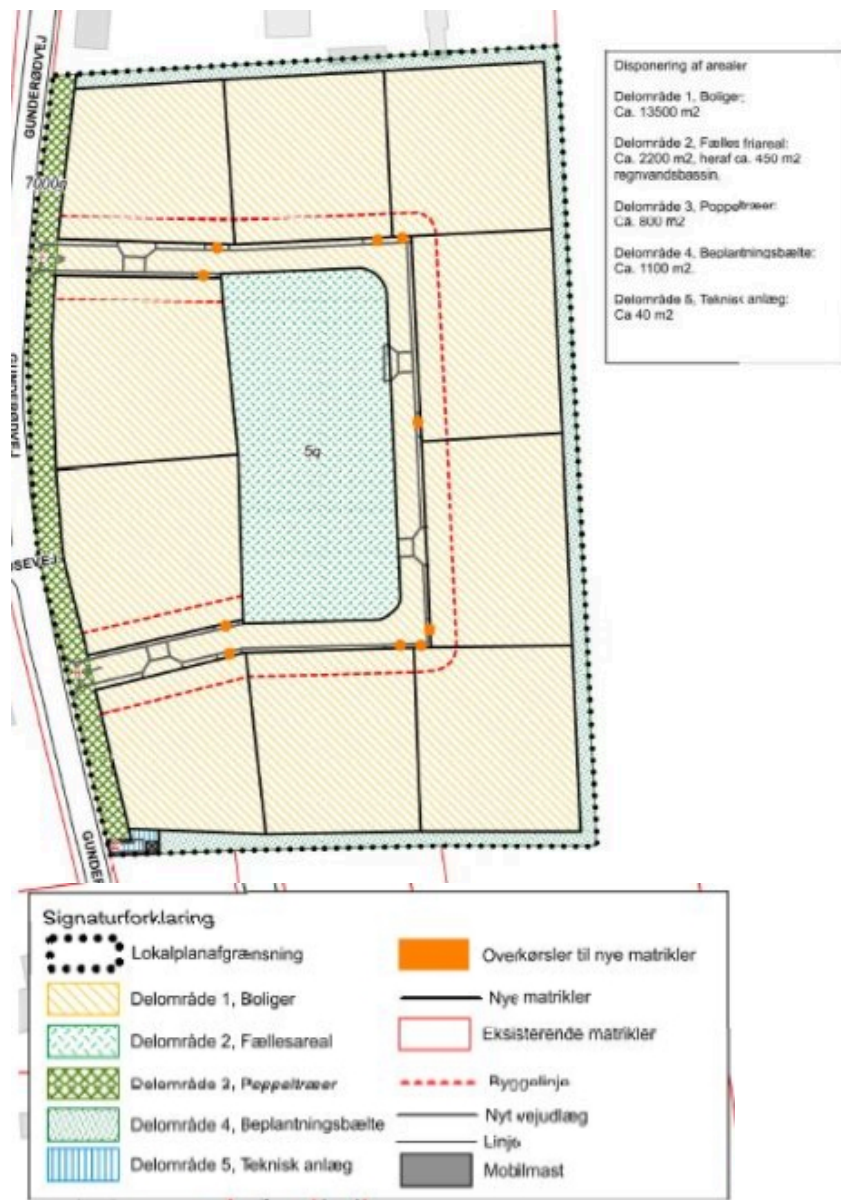 GUNDERØDVEJ
7000g
GUNDERØDVEJ
SEVEJ
5q
GUNDER
Disponering af arealer
Delområde 1, Boliger:
Ca. 13500 m2
Delområde 2, Fælles friareal:
Ca. 2200 m2, heraf ca. 450 m2
regnvandsbassin.
Delområde 3, Poppeltræer:
Ca. 800 m2
Delområde 4, Beplantningsbælte:
Ca. 1100 m2.
Delområde 5, Teknisk anlæg:
Ca 40 m2
Signaturforklaring
Lokalplanafgrænsning
Delområde 1, Boliger
Delområde 2, Fællesareal
Delområde 3, Poppeltræer
Delområde 4, Beplantningsbælte
Delområde 5, Teknisk anlæg
Overkørsler til nye matrikler
Nye matrikler
Eksisterende matrikler
Byggelinje
Nyt vejudlæg
Linje
Mobilmast